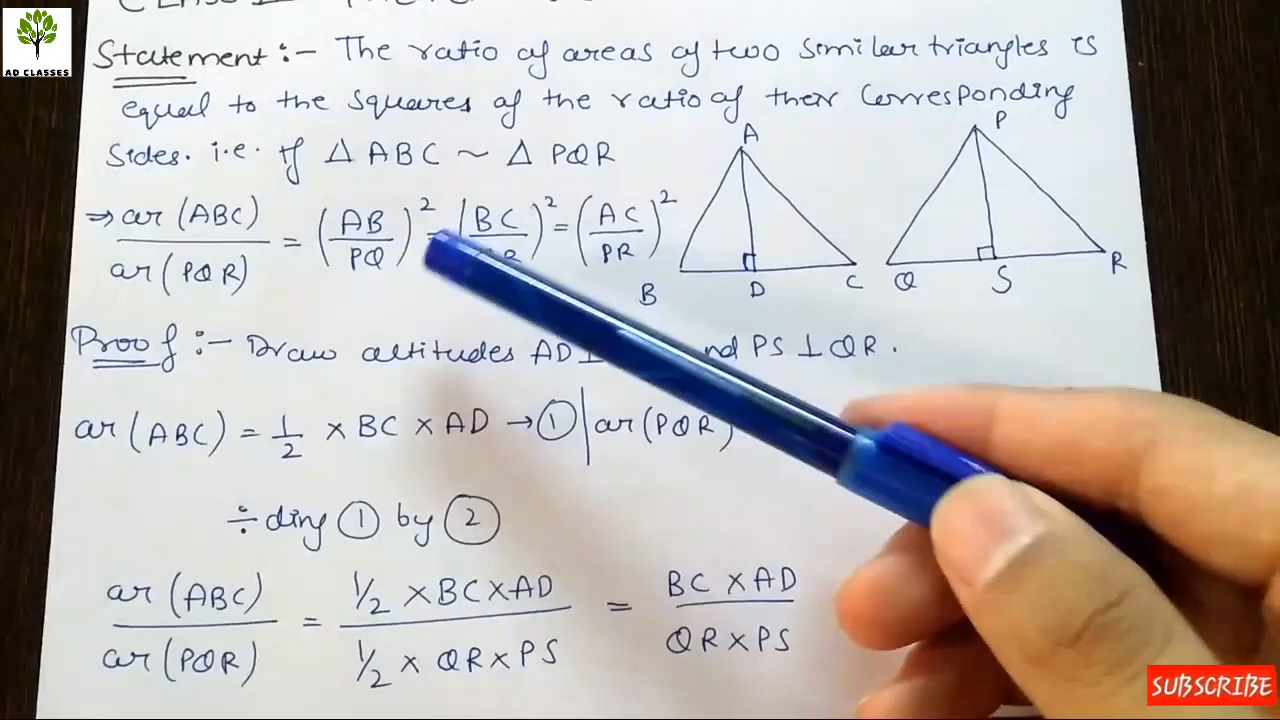 AD CLASSES
Statement :- The ratio of areas of two similar triangles is
equal to the squares of the ratio of their Corresponding
Sides. i.e. if △ ABC ~ △ PQR
⇒ ar (ABC) / ar (PQR) = (AB/PQ)² = (BC/QR)² = (AC/PR)²
A
B D C
P
Q S R
Proof :- Draw altitudes AD ⊥ and PS ⊥ QR.
ar (ABC) = 1/2 × BC × AD → ① | ar (PQR)
÷ding ① by ②
ar (ABC) / ar (PQR) = 1/2 × BC × AD / 1/2 × QR × PS = BC × AD / QR × PS
SUBSCRIBE